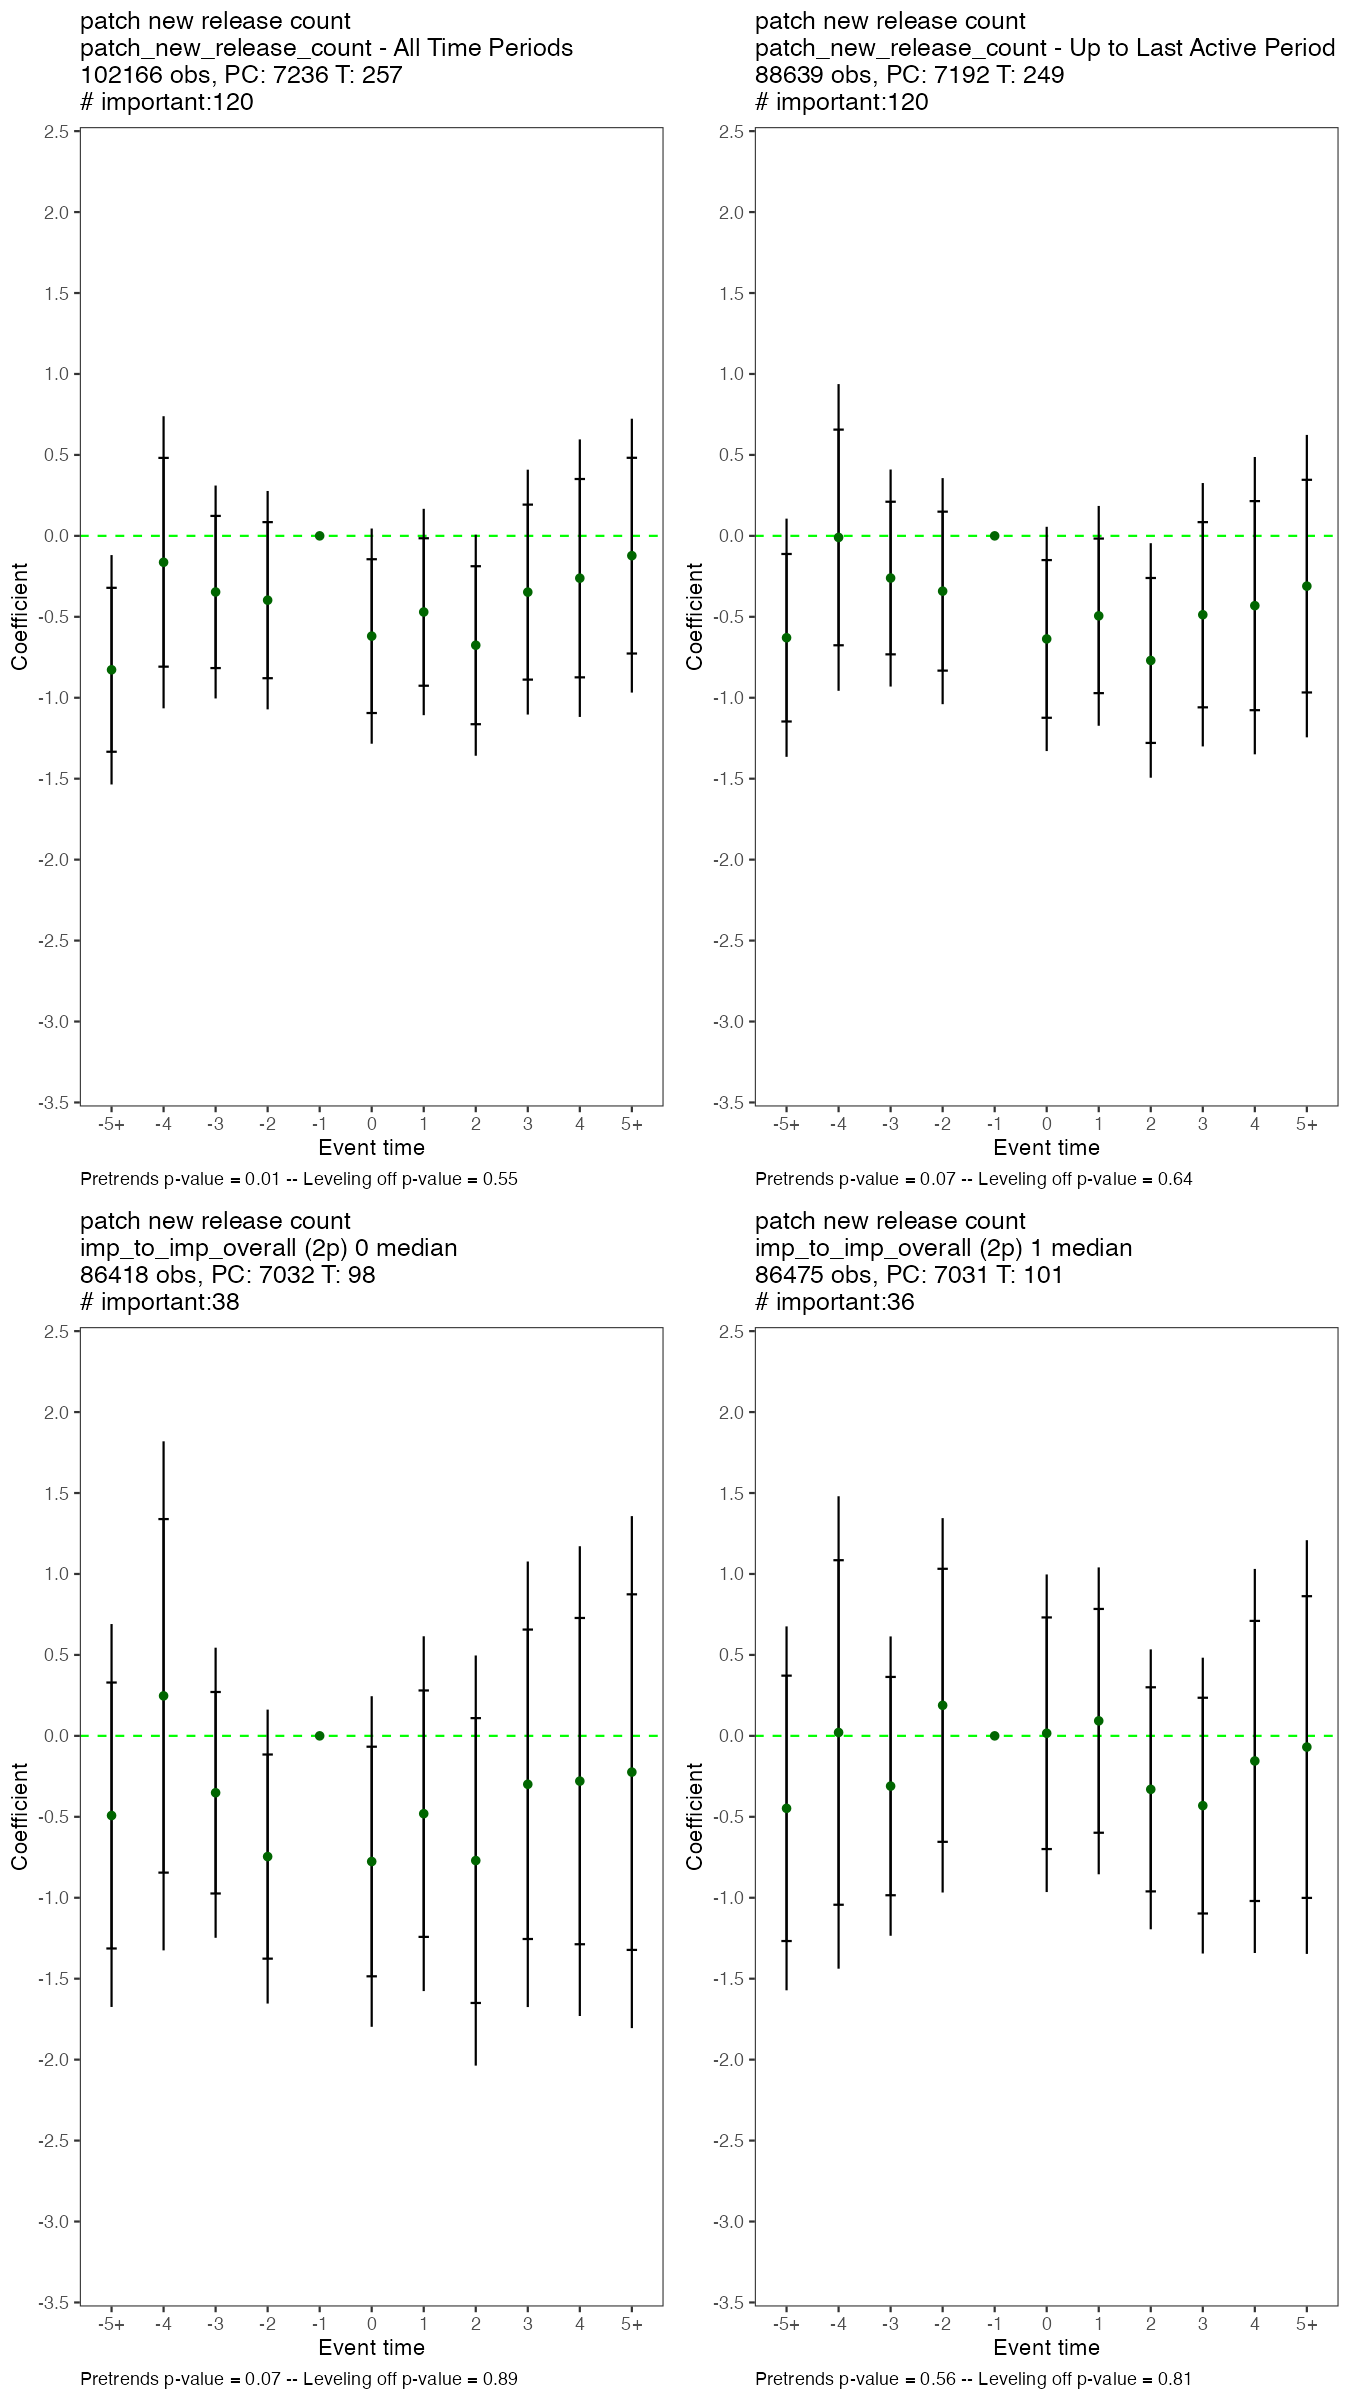 patch new release count
patch_new_release_count - All Time Periods
102166 obs, PC: 7236 T: 257
# important:120
2.5
2.0
1.5
1.0
0.5
0.0
-0.5
-1.0
-1.5
-2.0
-2.5
-3.0
-3.5
Coefficient
-5+ -4 -3 -2 -1 0 1 2 3 4 5+
Event time
Pretrends p-value = 0.01 -- Leveling off p-value = 0.55
patch new release count
patch_new_release_count - Up to Last Active Period
88639 obs, PC: 7192 T: 249
# important:120
2.5
2.0
1.5
1.0
0.5
0.0
-0.5
-1.0
-1.5
-2.0
-2.5
-3.0
-3.5
Coefficient
-5+ -4 -3 -2 -1 0 1 2 3 4 5+
Event time
Pretrends p-value = 0.07 -- Leveling off p-value = 0.64
patch new release count
imp_to_imp_overall (2p) 0 median
86418 obs, PC: 7032 T: 98
# important:38
2.5
2.0
1.5
1.0
0.5
0.0
-0.5
-1.0
-1.5
-2.0
-2.5
-3.0
-3.5
Coefficient
-5+ -4 -3 -2 -1 0 1 2 3 4 5+
Event time
Pretrends p-value = 0.07 -- Leveling off p-value = 0.89
patch new release count
imp_to_imp_overall (2p) 1 median
86475 obs, PC: 7031 T: 101
# important:36
2.5
2.0
1.5
1.0
0.5
0.0
-0.5
-1.0
-1.5
-2.0
-2.5
-3.0
-3.5
Coefficient
-5+ -4 -3 -2 -1 0 1 2 3 4 5+
Event time
Pretrends p-value = 0.56 -- Leveling off p-value = 0.81